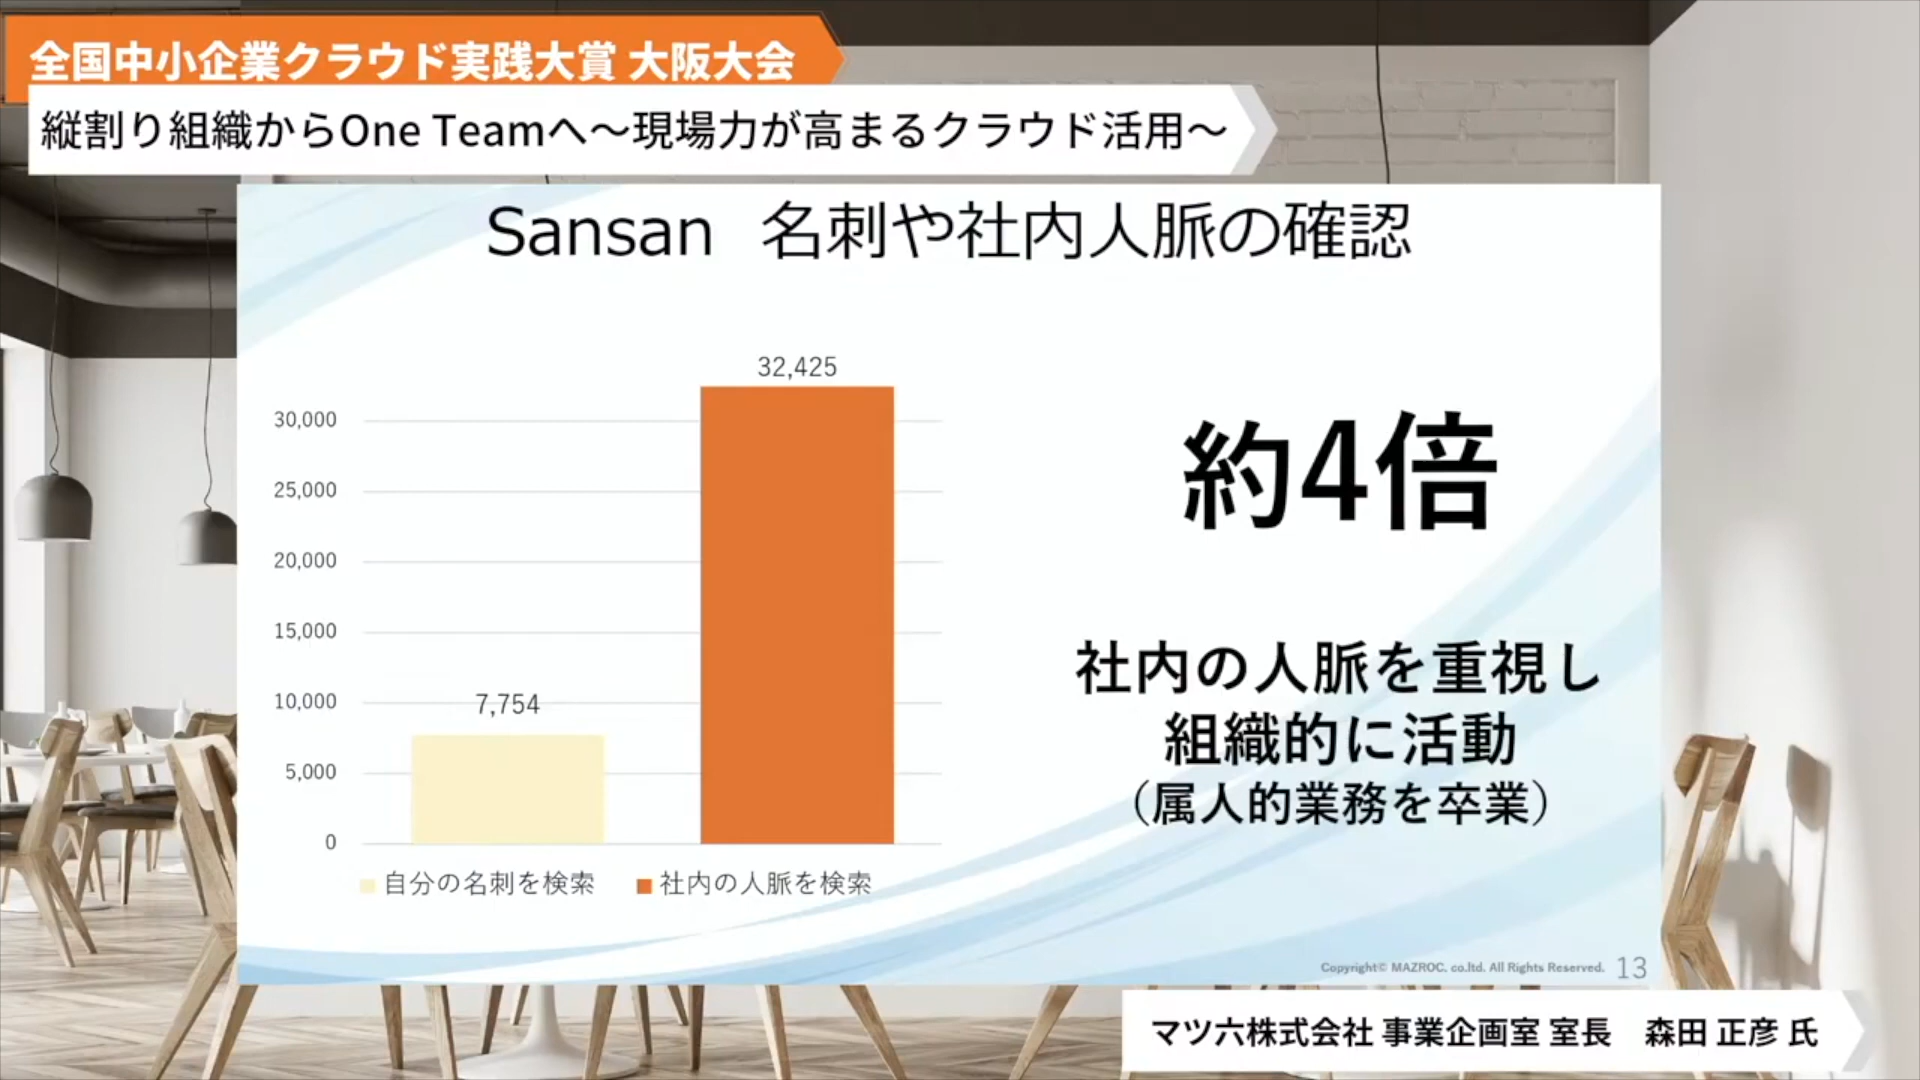 全国中小企業クラウド実践大賞 大阪大会
縦割り組織からOne Teamへ～現場力が高まるクラウド活用～
Sansan 名刺や社内人脈の確認
32,425
30,000
25,000
20,000
15,000
10,000
7,754
5,000
0
自分の名刺を検索
社内の人脈を検索
約4倍
社内の人脈を重視し
組織的に活動
（属人的業務を卒業）
Copyright© MAZROC. co.ltd. All Rights Reserved. 13
マツ六株式会社 事業企画室 室長 森田 正彦 氏